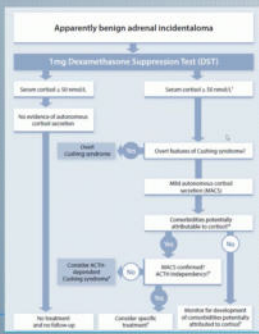 Apparently benign adrenal incidentaloma
1mg Dexamethasone Suppression Test (DST)
Serum cortisol ≤ 50 nmol/L
Serum cortisol > 50 nmol/L
No evidence of autonomous
cortisol secretion
Overt
Cushing syndrome
Yes
Overt features of Cushing syndrome
Mild autonomous cortisol
secretion (MACS)
Comorbidities potentially
attributable to cortisol
Yes
No
Consider ACTH-
dependent
Cushing syndrome
No
MACS confirmed
ACTH-independency
Yes
No treatment
and no follow-up
Consider specific
treatment
Monitor for development
of comorbidities potentially
attributed to cortisol